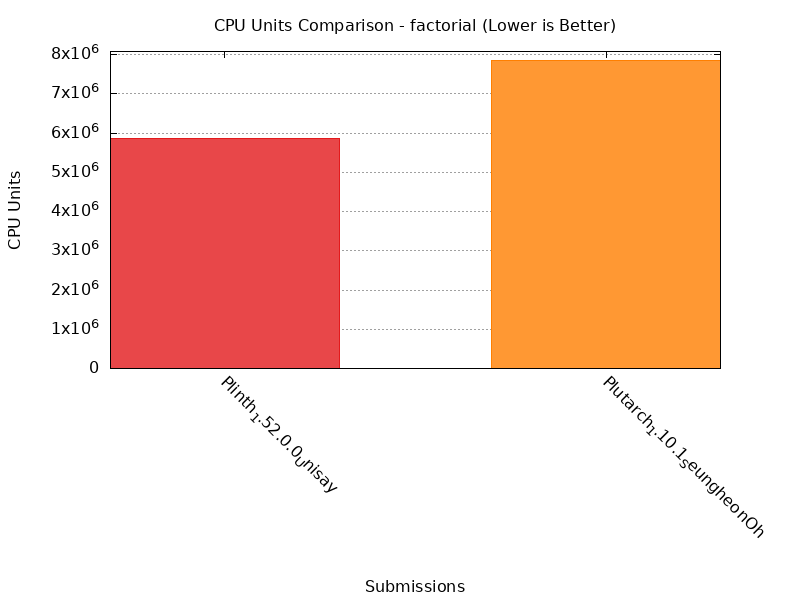 CPU Units Comparison - factorial (Lower is Better)
CPU Units
8x10⁶
7x10⁶
6x10⁶
5x10⁶
4x10⁶
3x10⁶
2x10⁶
1x10⁶
0
Plinth₁.52.0.0ᵤnisay
Plutarch₁.10.1ₛeungheonOh
Submissions